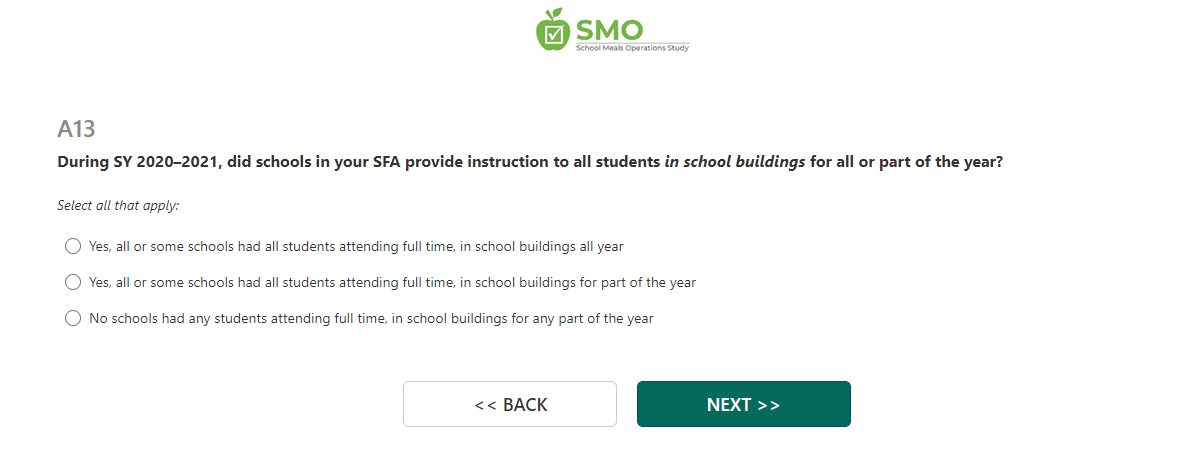 SMO
School Meals Operations Study
A13
During SY 2020–2021, did schools in your SFA provide instruction to all students in school buildings for all or part of the year?
Select all that apply:
Yes, all or some schools had all students attending full time, in school buildings all year
Yes, all or some schools had all students attending full time, in school buildings for part of the year
No schools had any students attending full time, in school buildings for any part of the year
<< BACK
NEXT >>